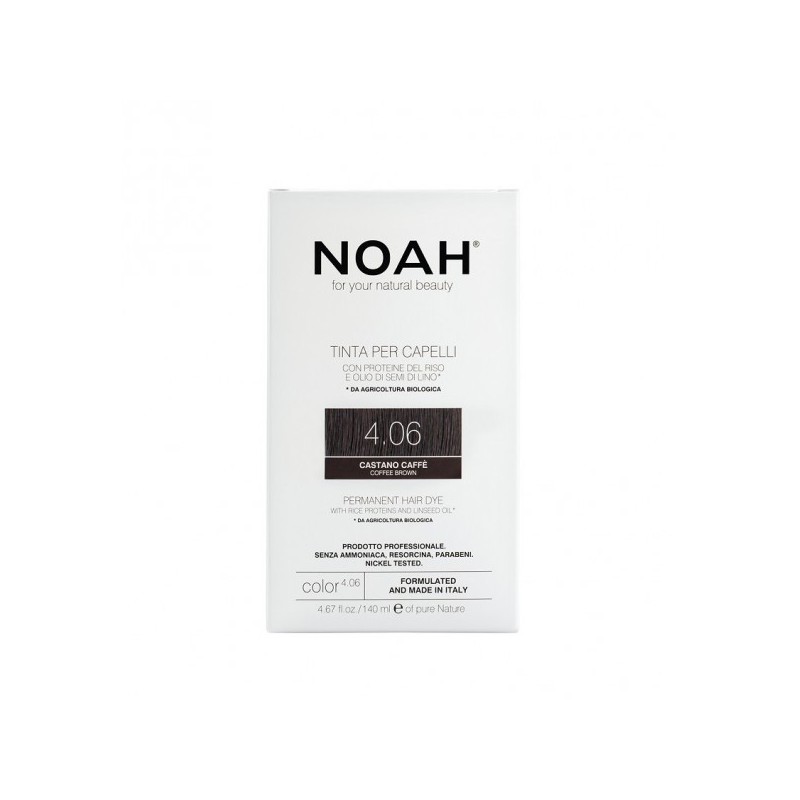 NOAH®
for your natural beauty
TINTA PER CAPELLI
CON PROTEINE DEL RISO
E OLIO DI SEMI DI LINO*
* DA AGRICOLTURA BIOLOGICA
4.06
CASTANO CAFFÈ
COFFEE BROWN
PERMANENT HAIR DYE
WITH RICE PROTEINS AND LINSEED OIL*
* DA AGRICOLTURA BIOLOGICA
PRODOTTO PROFESSIONALE.
SENZA AMMONIACA, RESORCINA, PARABENI.
NICKEL TESTED.
color 4.06
FORMULATED
AND MADE IN ITALY
4.67 fl.oz./140 ml e of pure Nature